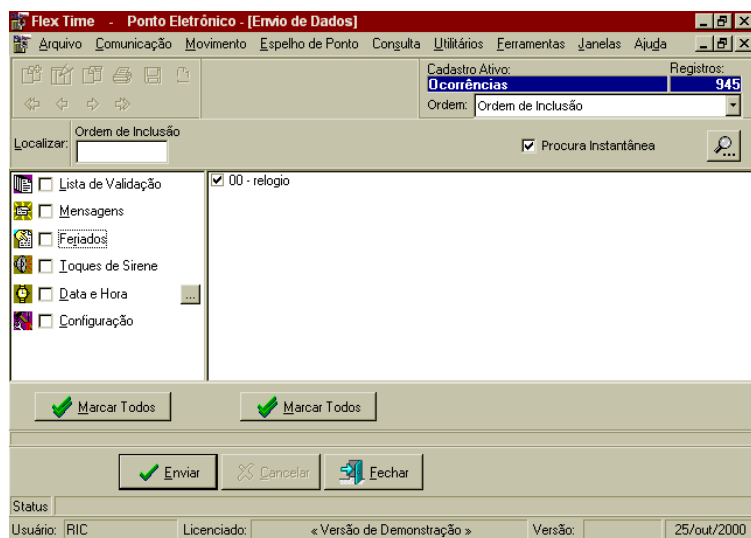 Flex Time - Ponto Eletrônico - [Envio de Dados]
Arquivo Comunicação Movimento Espelho de Ponto Consulta Utilitários Ferramentas Janelas Ajuda
Cadastro Ativo: Registros:
Ocorrências 945
Ordem: Ordem de Inclusão
Ordem de Inclusão
Localizar: Procura Instantânea
Lista de Validação 00 - relogio
Mensagens
Feriados
Toques de Sirene
Data e Hora ...
Configuração
Marcar Todos Marcar Todos
Enviar Cancelar Fechar
Status
Usuário: RIC Licenciado: « Versão de Demonstração » Versão: 25/out/2000